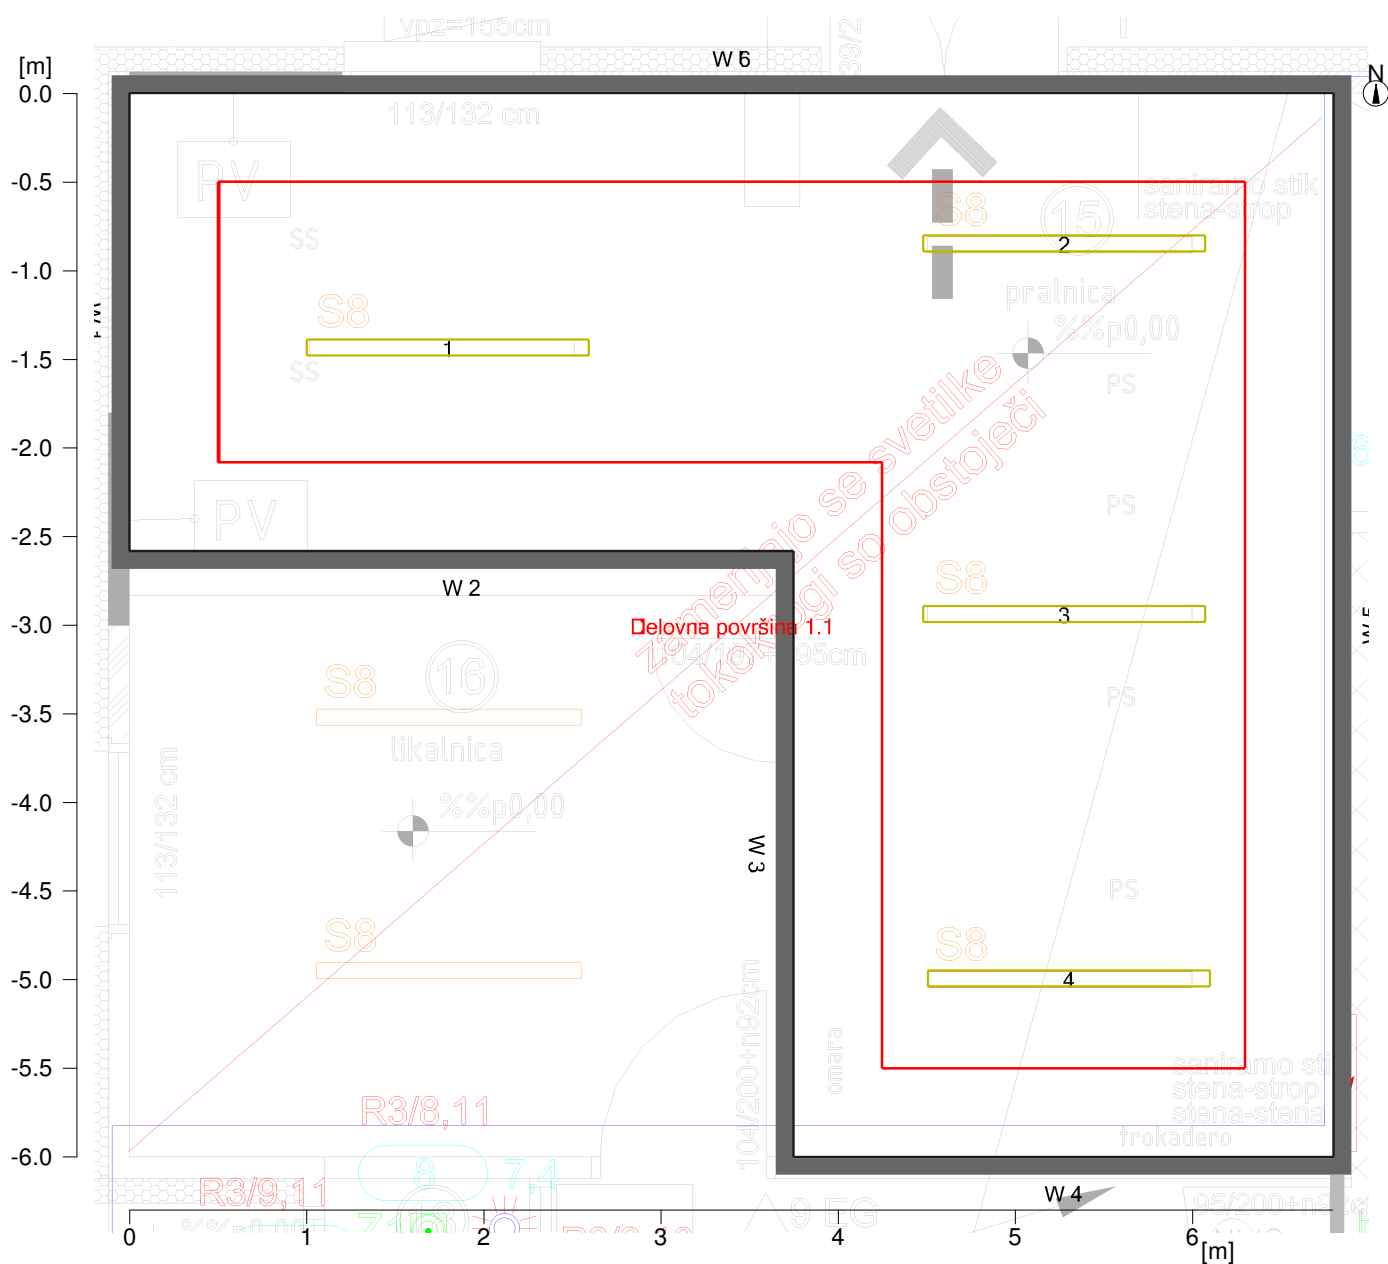 ypz=155cm
39/2
W 6
[m]
N
0.0
113/132 cm
-0.5
PV
saniramo stik
stena-strop
S8
15
SS
2
-1.0
pralnica
S8
%%p0,00
1
-1.5
SS
PS
-2.0
zamenjajo se svetilke
tokokrogi so obstoječi
6
PV
PS
-2.5
W 2
S8
3
-3.0
Delovna površina 1.1
S8
16
PS
-3.5
likalnica
113/132 cm
-4.0
%%p0,00
W 3
-4.5
PS
S8
S8
4
-5.0
104/200+n92cm
omara
-5.5
saniramo sti
stena-strop
stena-stena
R3/8,11
frokadero
-6.0
8
7.4
R3/9,11
W 4
9 EG
0
1
2
3
4
5
6
[m]